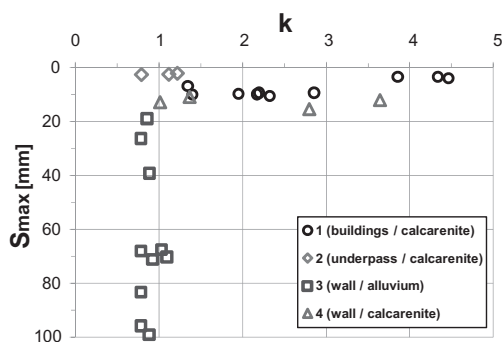 k
0 1 2 3 4 5
0
20
40
60
80
100
Smax [mm]
1 (buildings / calcarenite)
2 (underpass / calcarenite)
3 (wall / alluvium)
4 (wall / calcarenite)